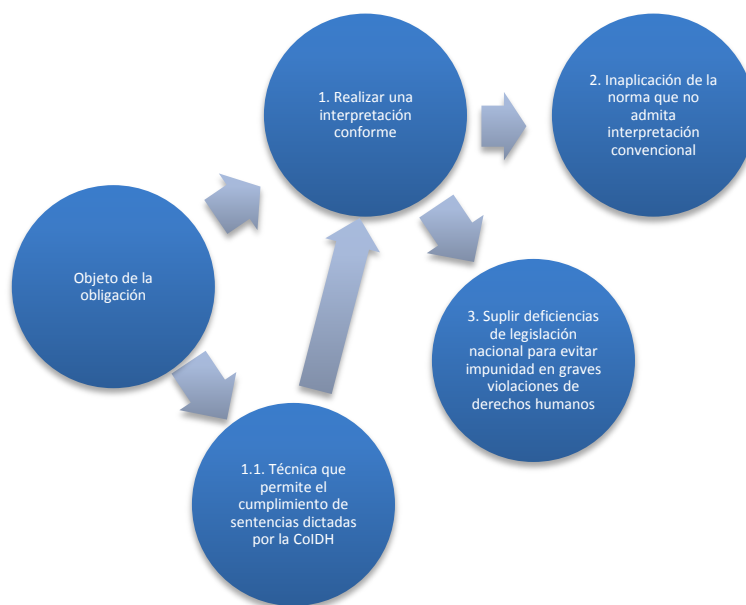 1. Realizar una
interpretación
conforme
2. Inaplicación de la
norma que no
admita
interpretación
convencional
Objeto de la
obligación
3. Suplir deficiencias
de legislación
nacional para evitar
impunidad en graves
violaciones de
derechos humanos
1.1. Técnica que
permite el
cumplimiento de
sentencias dictadas
por la CoIDH